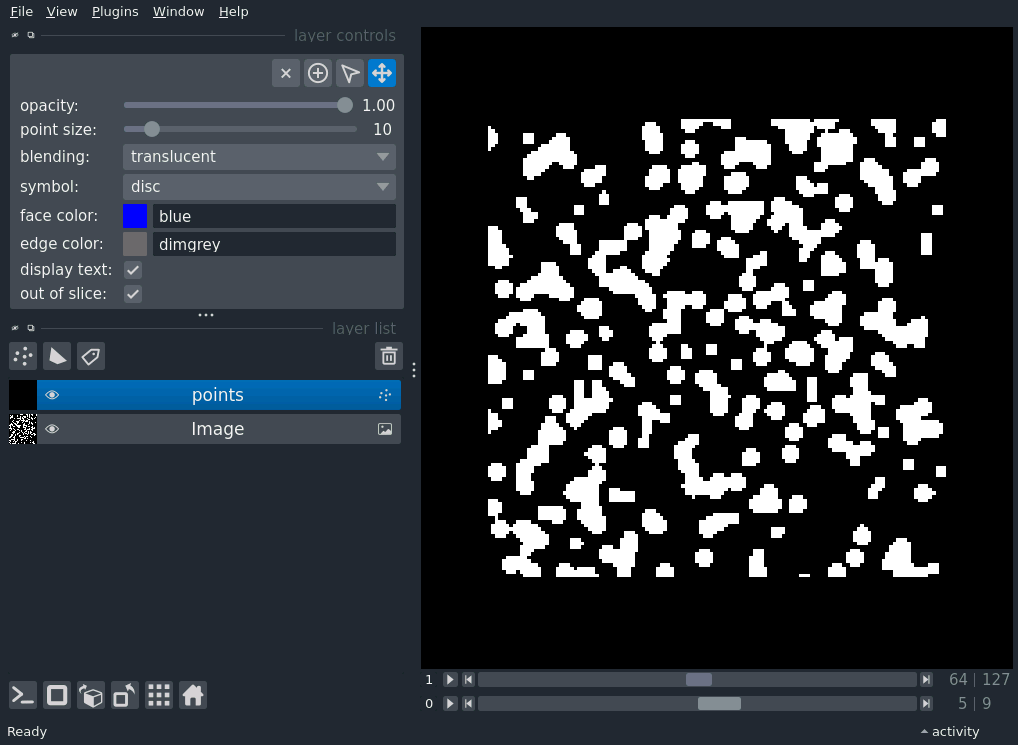 File View Plugins Window Help
layer controls
opacity: 1.00
point size: 10
blending: translucent
symbol: disc
face color: blue
edge color: dimgrey
display text:
out of slice:
layer list
points
Image
1 64 | 127
0 5 | 9
Ready activity